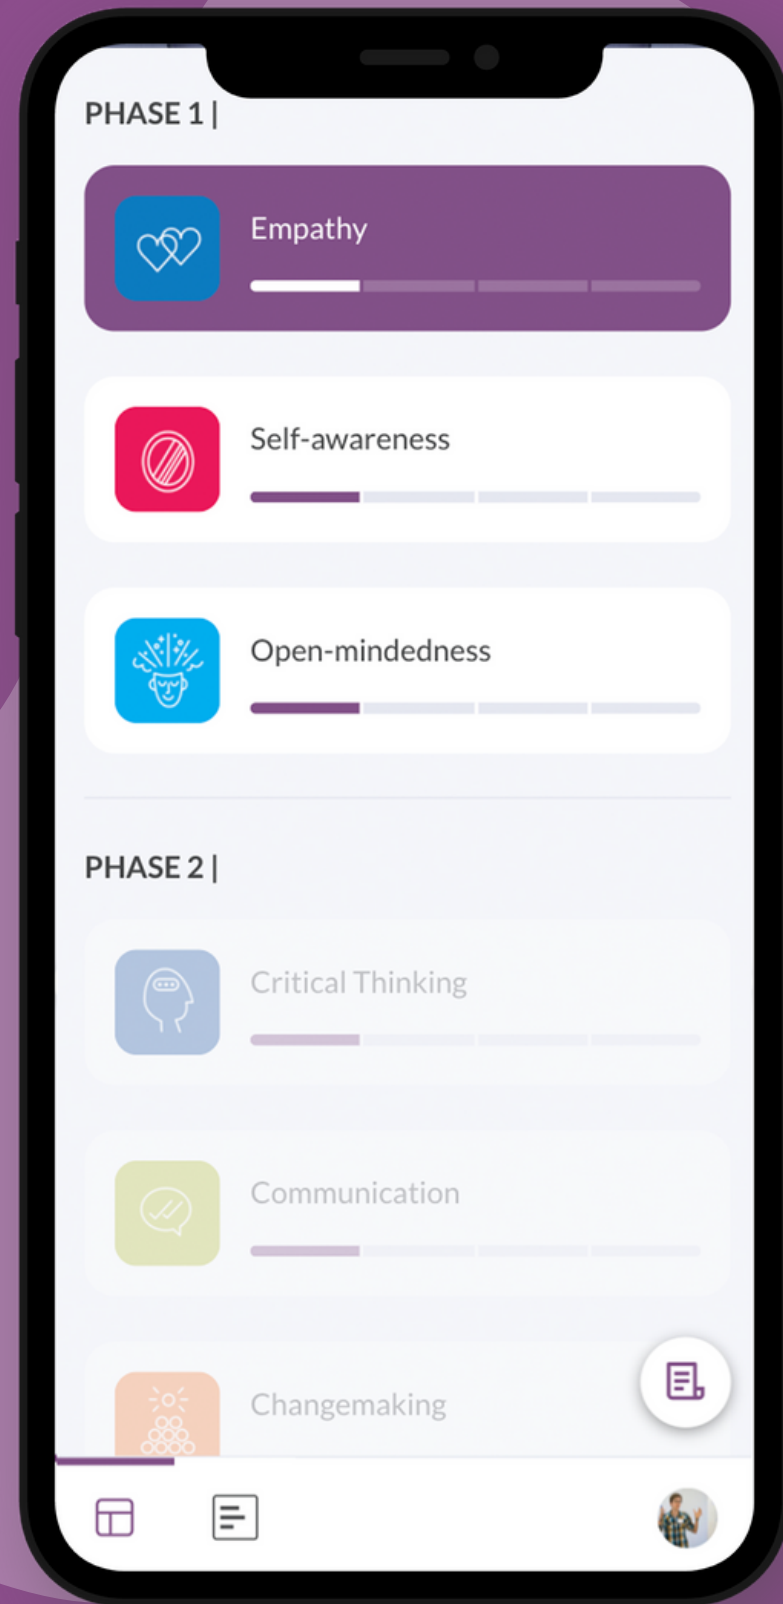 PHASE 1 |
Empathy
Self-awareness
Open-mindedness
PHASE 2 |
Critical Thinking
Communication
Changemaking